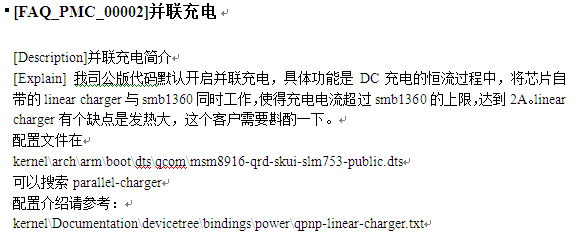 [FAQ_PMC_00002]并联充电
[Description]并联充电简介
[Explain] 我司公版代码默认开启并联充电，具体功能是 DC 充电的恒流过程中，将芯片自
带的 linear charger 与 smb1360 同时工作,使得充电电流超过 smb1360 的上限,达到 2A。linear
charger 有个缺点是发热大，这个客户需要斟酌一下。
配置文件在
kernel\arch\arm\boot\dts\qcom\msm8916-qrd-skui-slm753-public.dts
可以搜索 parallel-charger
配置介绍请参考：
kernel\Documentation\devicetree\bindings\power\qpnp-linear-charger.txt